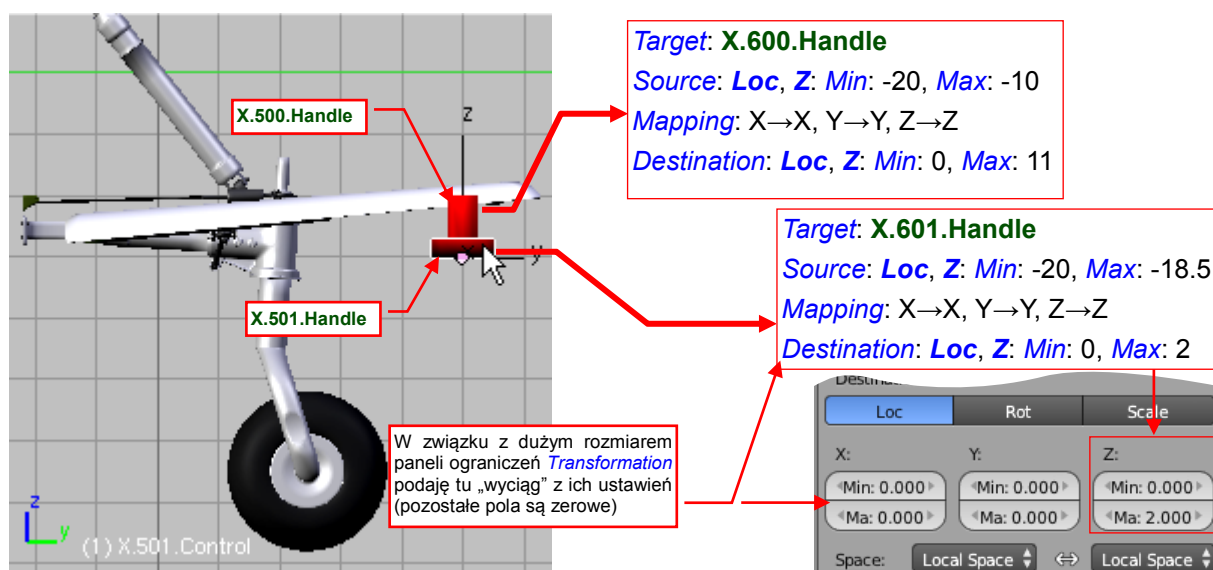 Target: X.600.Handle
Source: Loc, Z: Min: -20, Max: -10
Mapping: X→X, Y→Y, Z→Z
Destination: Loc, Z: Min: 0, Max: 11
X.500.Handle
z
y
X.501.Handle
Target: X.601.Handle
Source: Loc, Z: Min: -20, Max: -18.5
Mapping: X→X, Y→Y, Z→Z
Destination: Loc, Z: Min: 0, Max: 2
W związku z dużym rozmiarem
paneli ograniczeń Transformation
podaję tu „wyciąg” z ich ustawień
(pozostałe pola są zerowe)
Loc Rot Scale
X: Y: Z:
Min: 0.000 Min: 0.000 Min: 0.000
Ma: 0.000 Ma: 0.000 Ma: 2.000
Space: Local Space Local Space
z
y
(1) X.501.Control